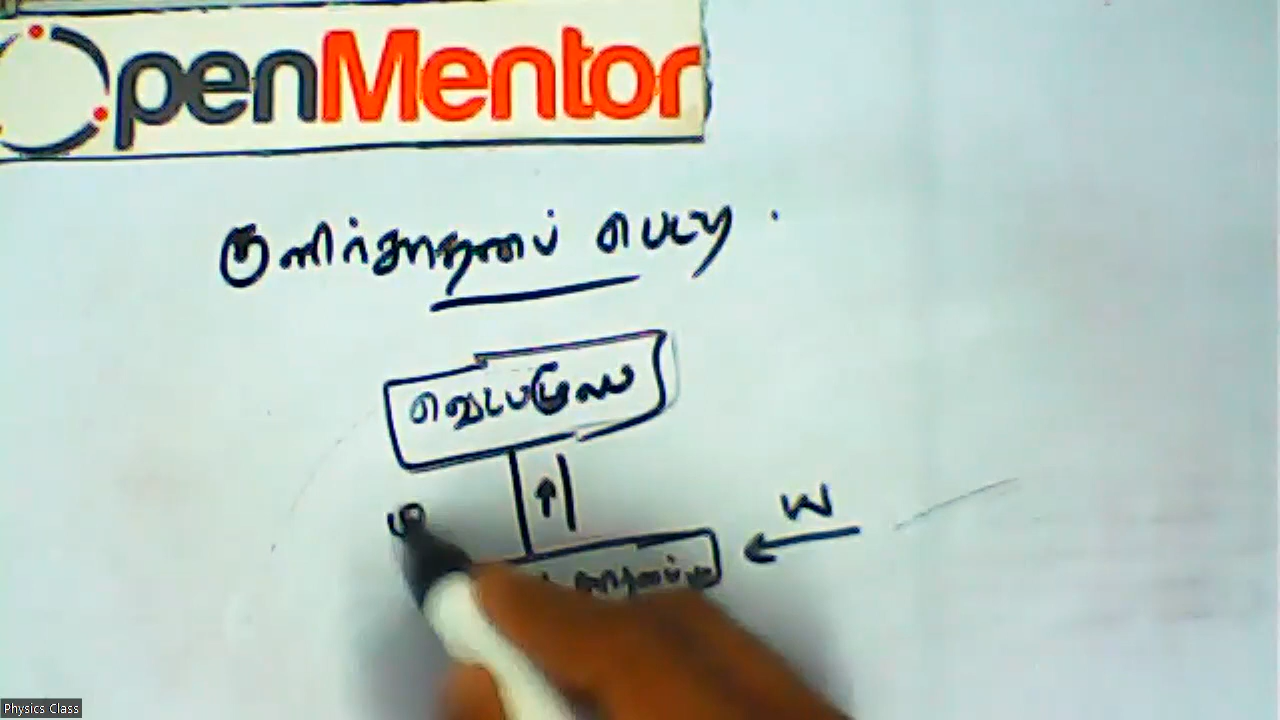 OpenMentor
குளிர்சாதனப் பெட்டி.
வெப்பமூலம்
W
Physics Class